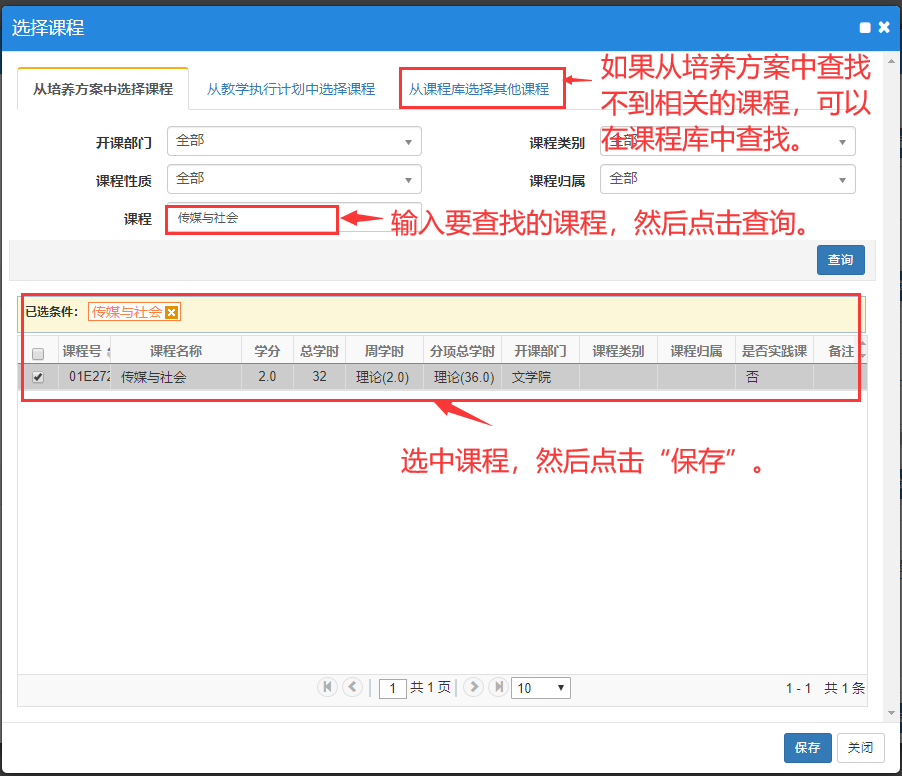 选择课程
从培养方案中选择课程 从教学执行计划中选择课程 从课程库选择其他课程
如果从培养方案中查找
不到相关的课程，可以
在课程库中查找。
开课部门 全部 课程类别 全部
课程性质 全部 课程归属 全部
课程 传媒与社会
输入要查找的课程，然后点击查询。
查询
已选条件： 传媒与社会
课程号 课程名称 学分 总学时 周学时 分项总学时 开课部门 课程类别 课程归属 是否实践课 备注
01E272 传媒与社会 2.0 32 理论(2.0) 理论(36.0) 文学院 否
选中课程，然后点击“保存”。
1 共 1 页 10 1 - 1 共 1 条
保存 关闭